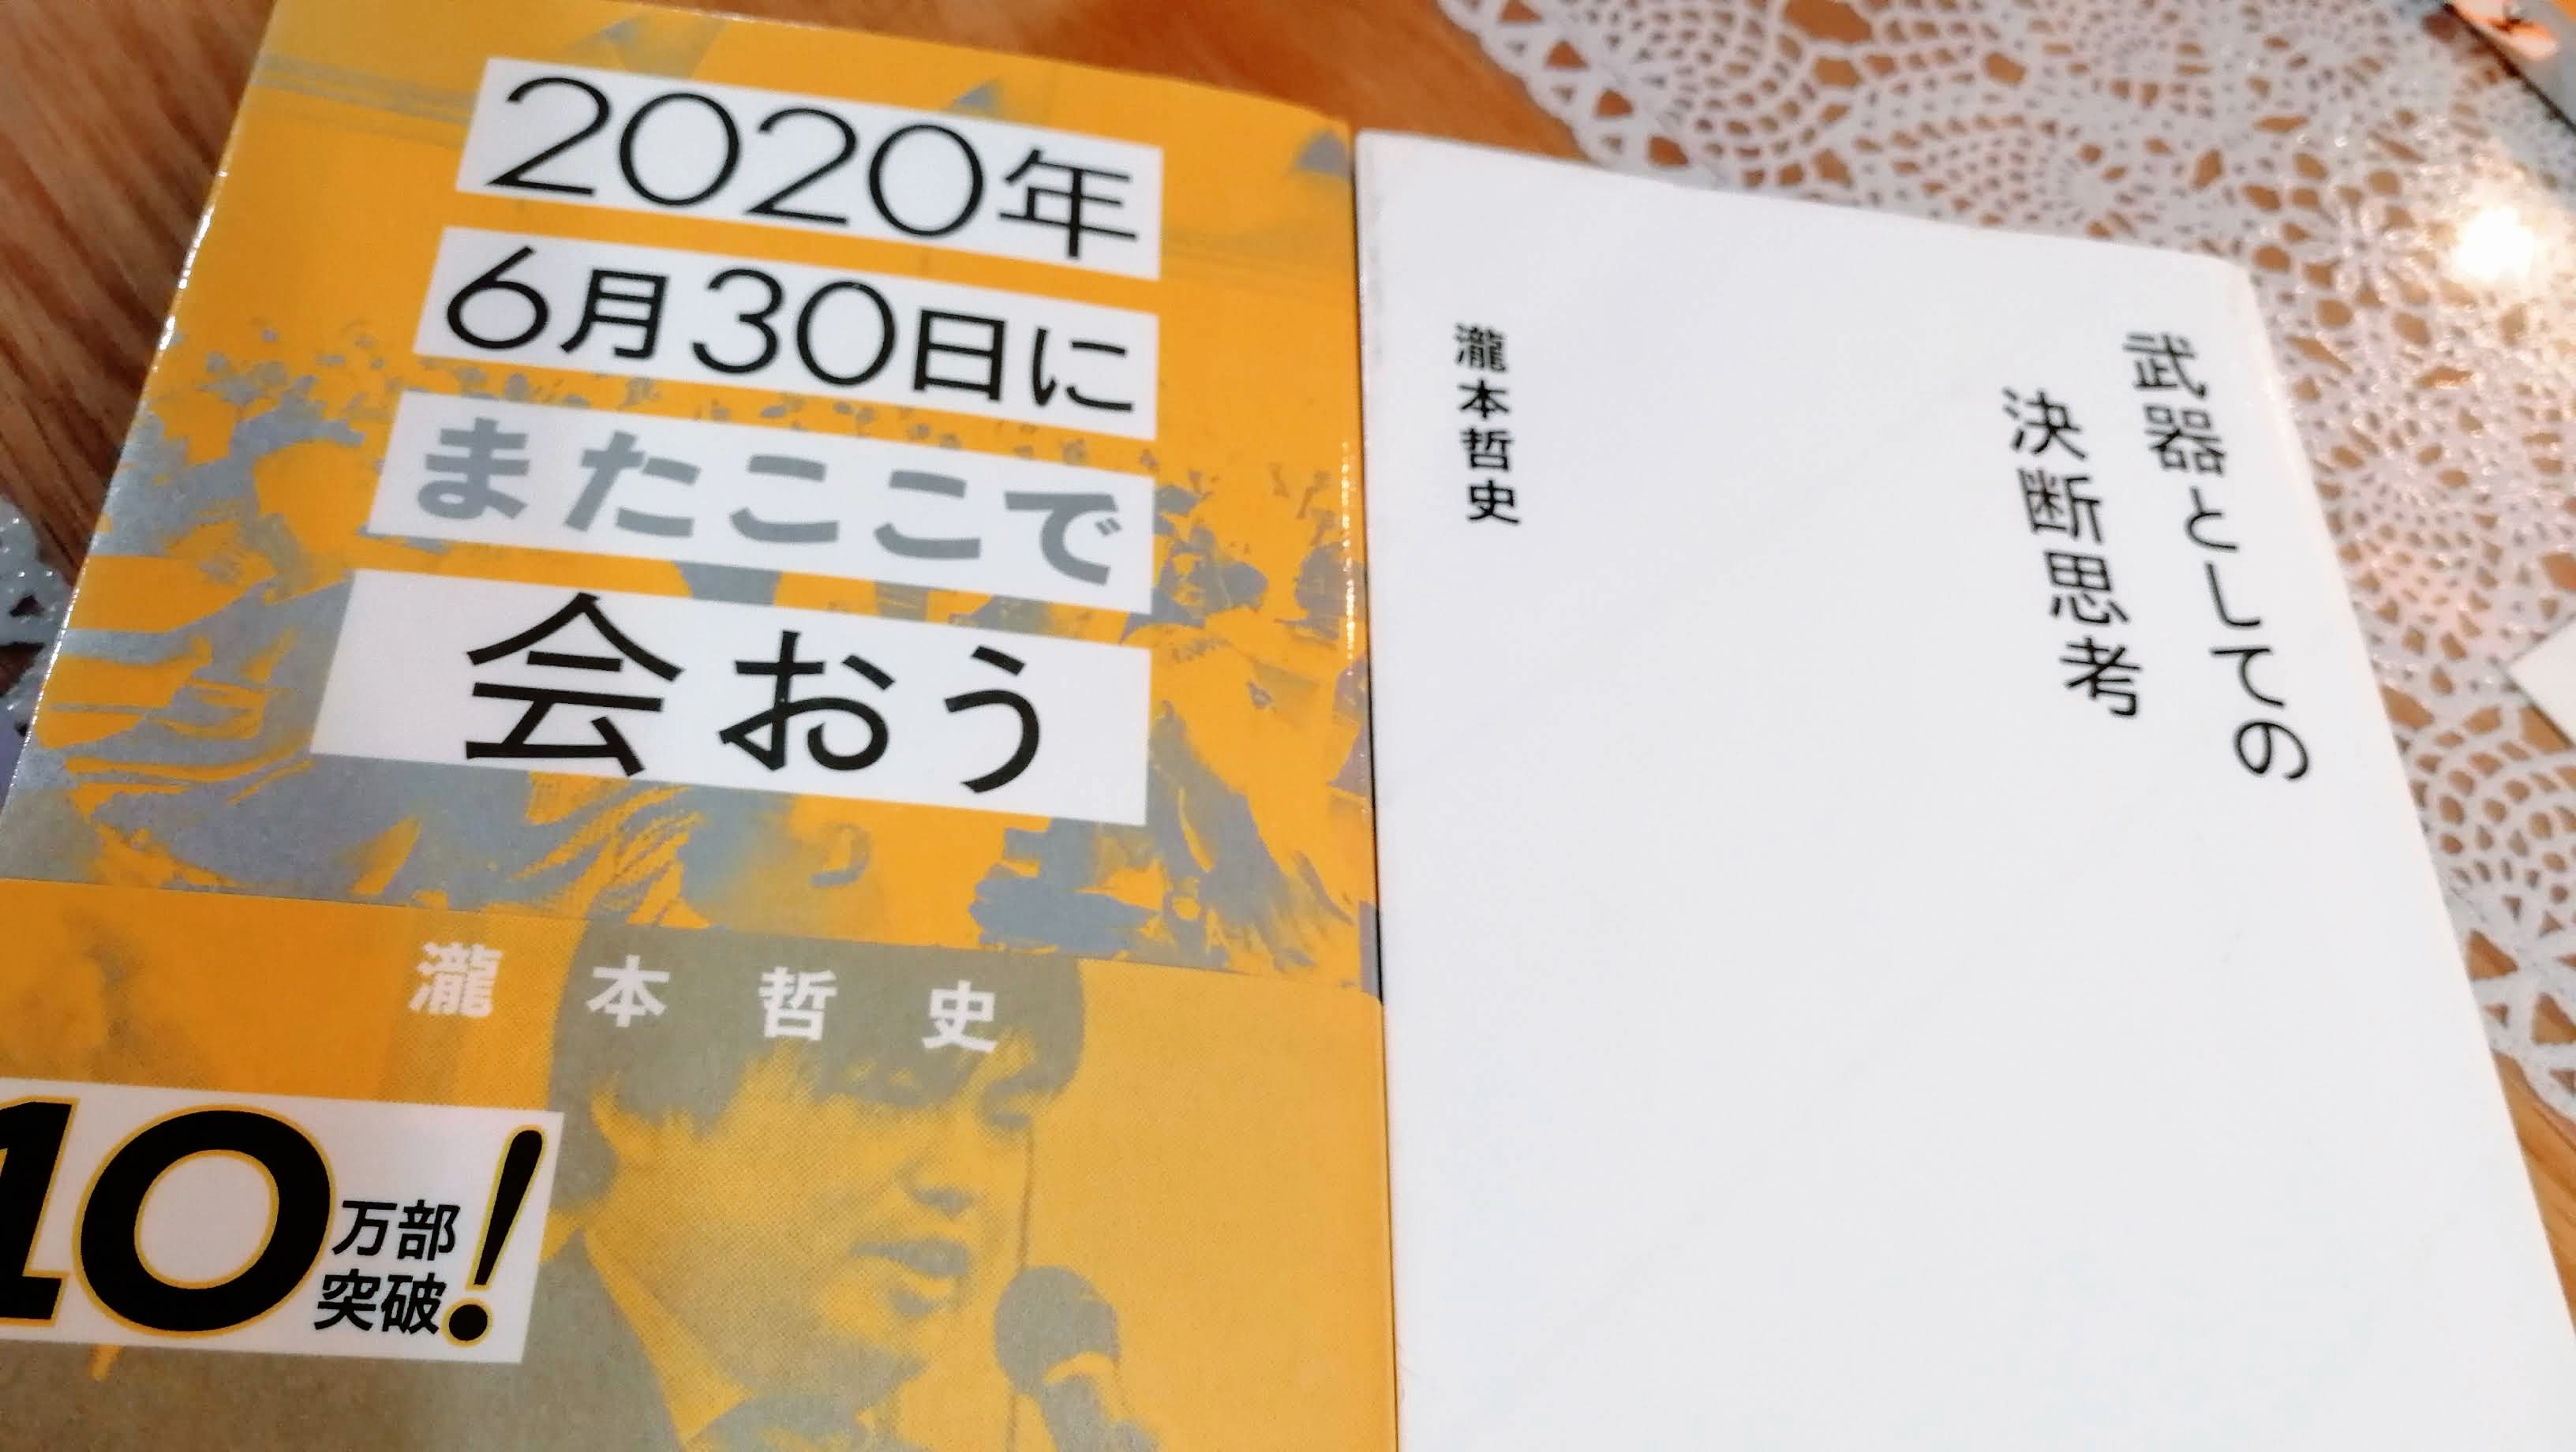 2020年
6月30日に
またここで
会おう
瀧本哲史
10万部
突破!
武器としての
決断思考
瀧本哲史